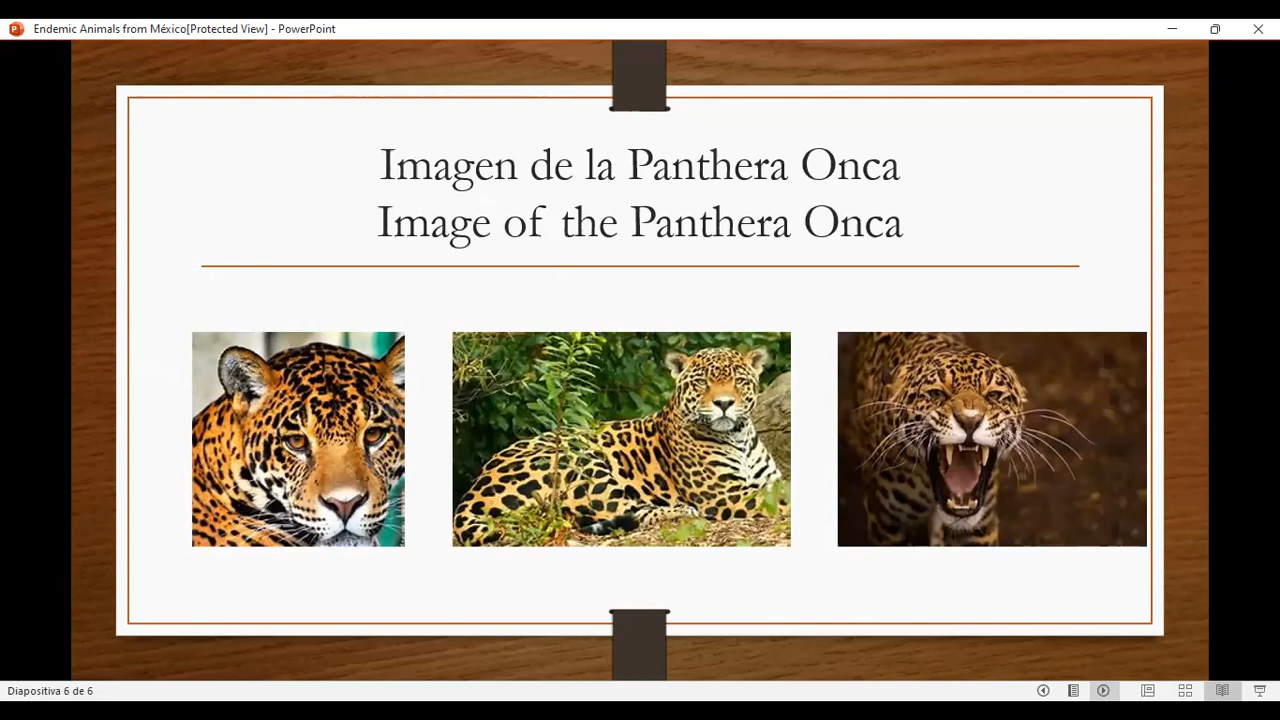 Endemic Animals from México[Protected View] - PowerPoint
Imagen de la Panthera Onca
Image of the Panthera Onca
Diapositiva 6 de 6